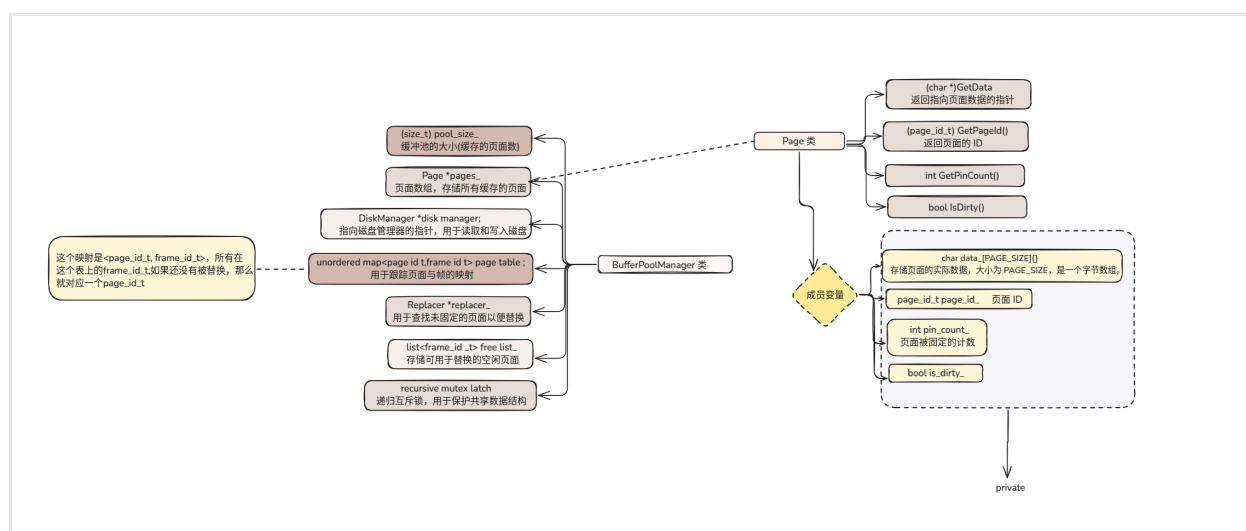 (char *)GetData
返回指向页面数据的指针
(page_id_t) GetPageId()
返回页面的 ID
int GetPinCount()
bool IsDirty()
Page 类
(size_t) pool_size_
缓冲池的大小(缓存的页面数)
Page *pages_
页面数组，存储所有缓存的页面
DiskManager *disk manager;
指向磁盘管理器的指针，用于读取和写入磁盘
unordered map<page id t,frame id t> page table ;
用于跟踪页面与帧的映射
Replacer *replacer_
用于查找未固定的页面以便替换
list<frame_id _t> free list_
存储可用于替换的空闲页面
recursive mutex latch
递归互斥锁，用于保护共享数据结构
BufferPoolManager 类
这个映射是<page_id_t, frame_id_t>，所有在
这个表上的frame_id_t,如果还没有被替换，那么
就对应一个page_id_t
成员变量
char data_[PAGE_SIZE]{}
存储页面的实际数据，大小为 PAGE_SIZE，是一个字节数组。
page_id_t page_id_ 页面 ID
int pin_count_
页面被固定的计数
bool is_dirty_
private